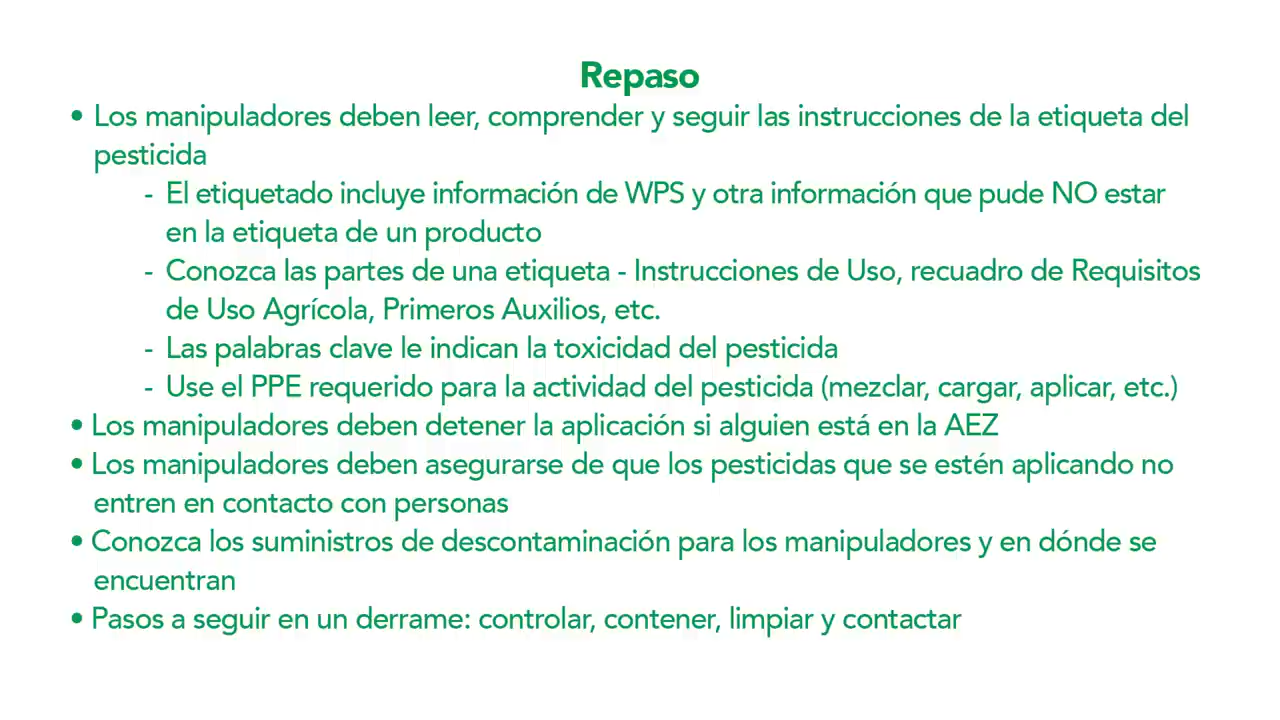 Repaso
• Los manipuladores deben leer, comprender y seguir las instrucciones de la etiqueta del
pesticida
- El etiquetado incluye información de WPS y otra información que pude NO estar
en la etiqueta de un producto
- Conozca las partes de una etiqueta - Instrucciones de Uso, recuadro de Requisitos
de Uso Agrícola, Primeros Auxilios, etc.
- Las palabras clave le indican la toxicidad del pesticida
- Use el PPE requerido para la actividad del pesticida (mezclar, cargar, aplicar, etc.)
• Los manipuladores deben detener la aplicación si alguien está en la AEZ
• Los manipuladores deben asegurarse de que los pesticidas que se estén aplicando no
entren en contacto con personas
• Conozca los suministros de descontaminación para los manipuladores y en dónde se
encuentran
• Pasos a seguir en un derrame: controlar, contener, limpiar y contactar